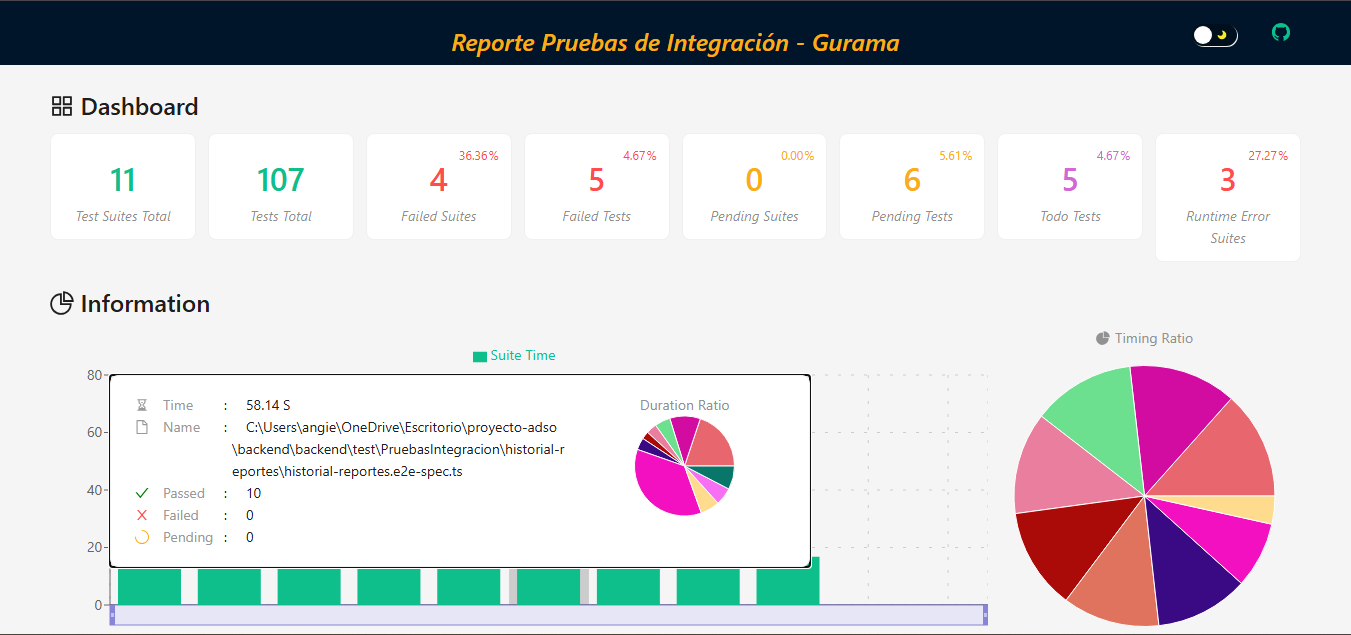 Reporte Pruebas de Integración - Gurama
Dashboard
11
Test Suites Total
107
Tests Total
36.36%
4
Failed Suites
4.67%
5
Failed Tests
0.00%
0
Pending Suites
5.61%
6
Pending Tests
4.67%
5
Todo Tests
27.27%
3
Runtime Error
Suites
Information
Suite Time
80
60
40
20
0
Time : 58.14 S
Name : C:\Users\angie\OneDrive\Escritorio\proyecto-adso
\backend\backend\test\PruebasIntegracion\historial-r
eportes\historial-reportes.e2e-spec.ts
Passed : 10
Failed : 0
Pending : 0
Duration Ratio
Timing Ratio